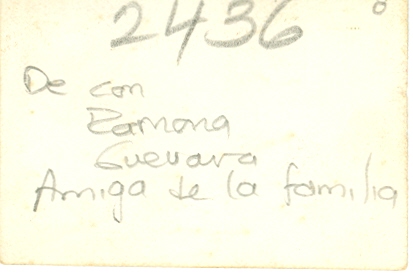 2436
De con
Ramona
Guevara
Amiga de la familia